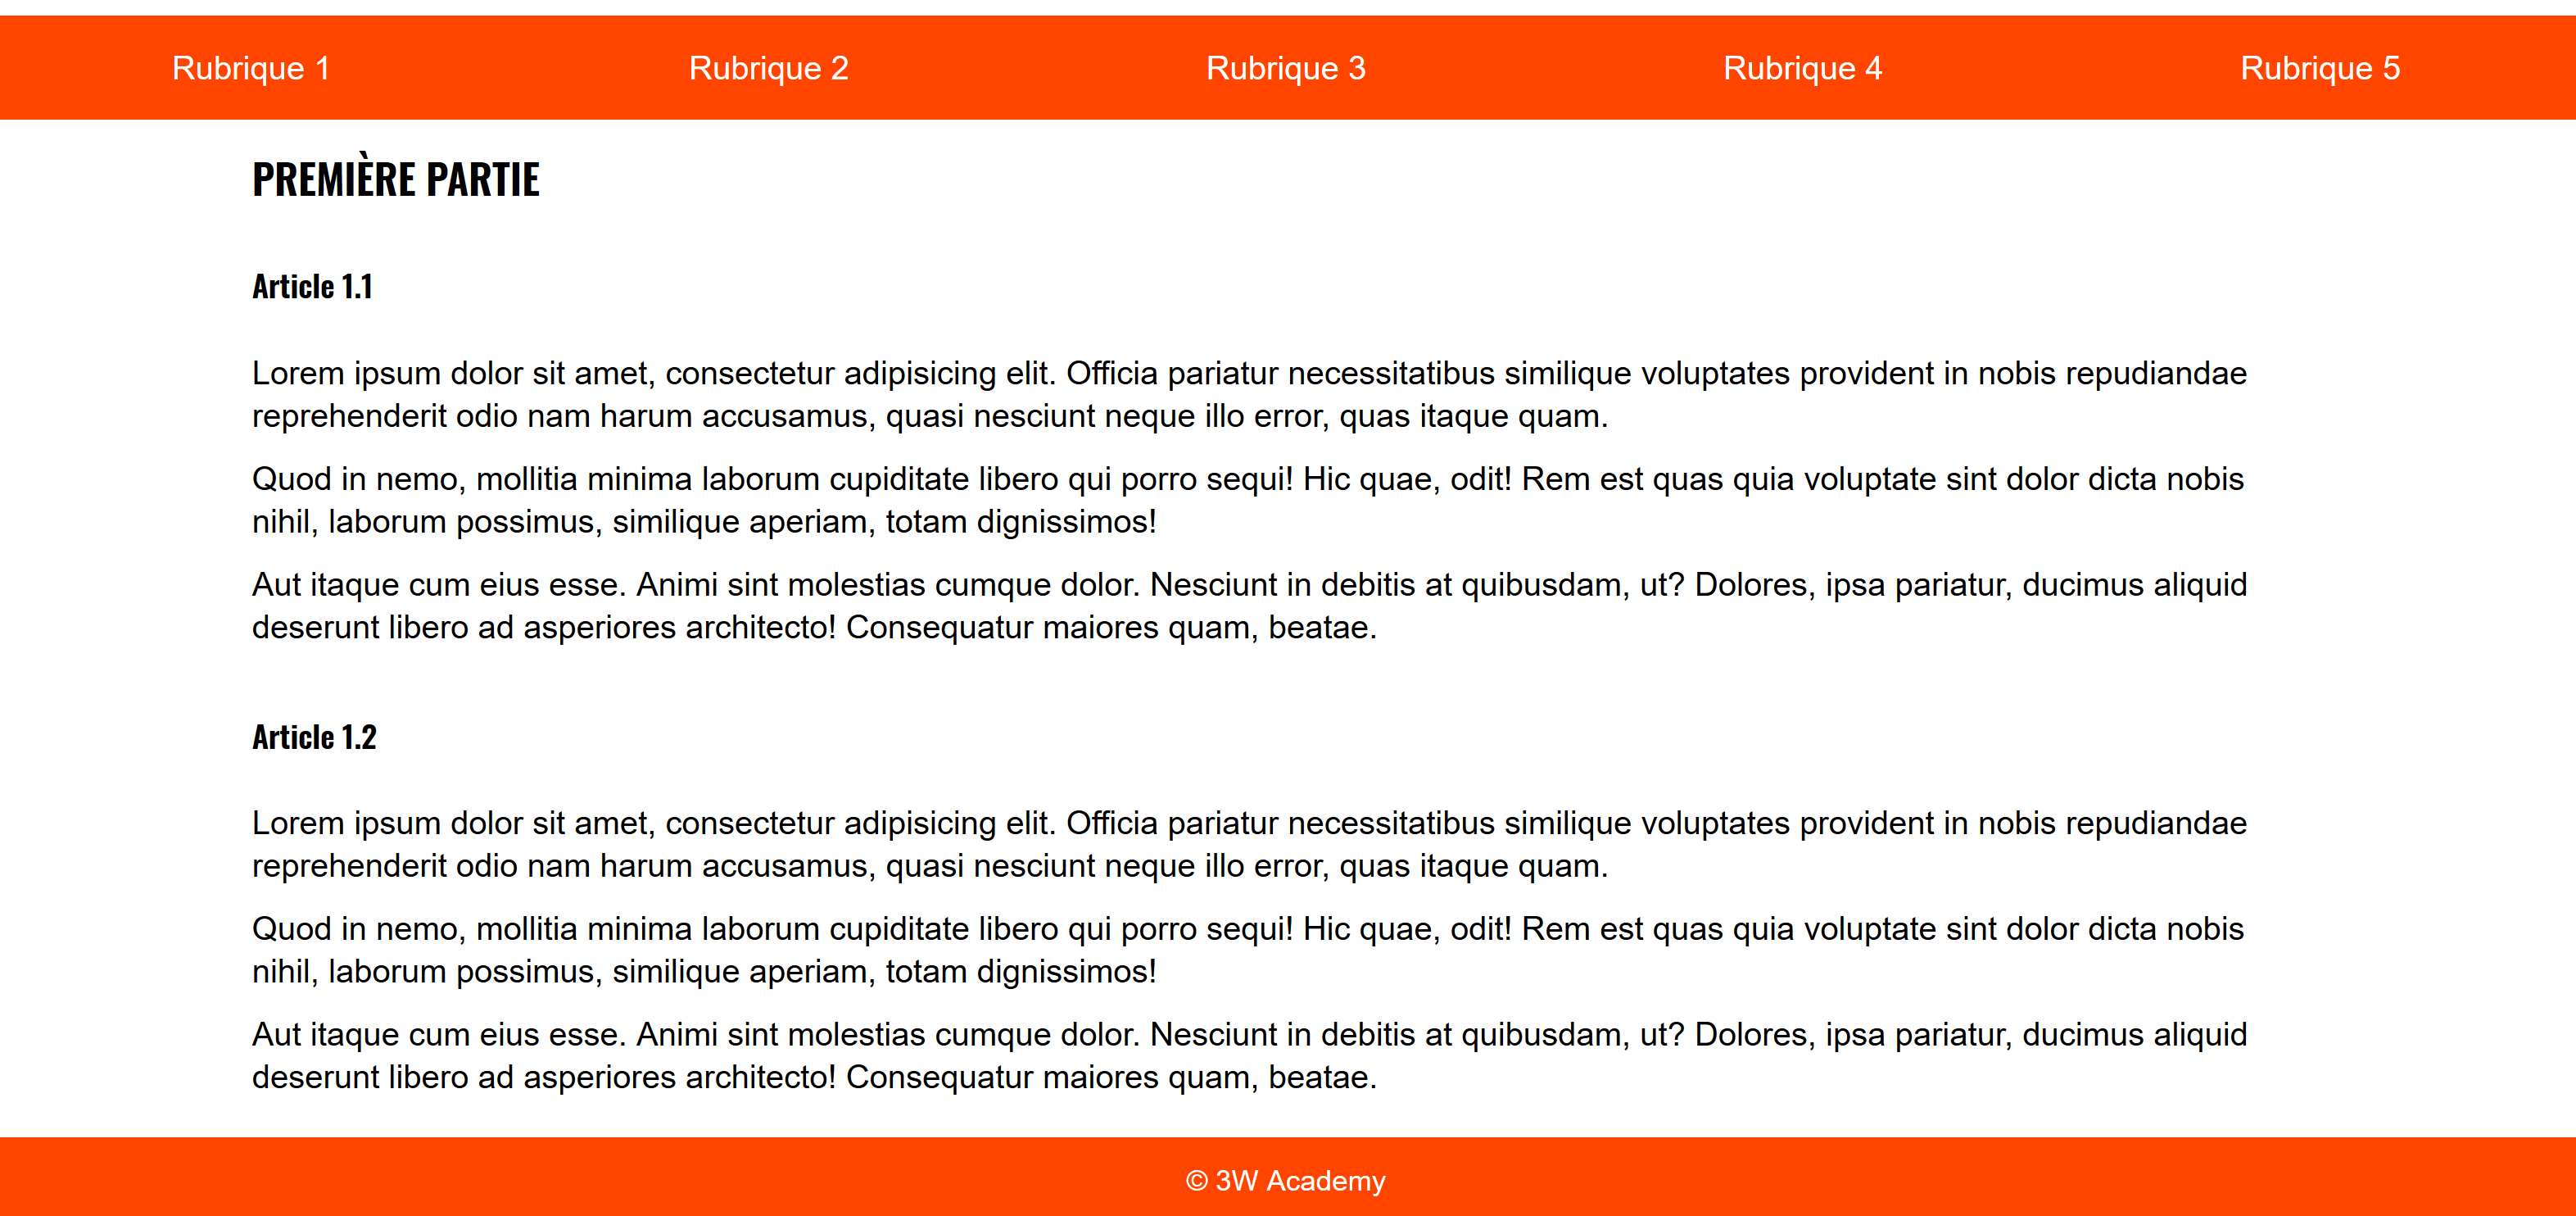 Rubrique 1 Rubrique 2 Rubrique 3 Rubrique 4 Rubrique 5
PREMIÈRE PARTIE
Article 1.1
Lorem ipsum dolor sit amet, consectetur adipisicing elit. Officia pariatur necessitatibus similique voluptates provident in nobis repudiandae
reprehenderit odio nam harum accusamus, quasi nesciunt neque illo error, quas itaque quam.
Quod in nemo, mollitia minima laborum cupiditate libero qui porro sequi! Hic quae, odit! Rem est quas quia voluptate sint dolor dicta nobis
nihil, laborum possimus, similique aperiam, totam dignissimos!
Aut itaque cum eius esse. Animi sint molestias cumque dolor. Nesciunt in debitis at quibusdam, ut? Dolores, ipsa pariatur, ducimus aliquid
deserunt libero ad asperiores architecto! Consequatur maiores quam, beatae.
Article 1.2
Lorem ipsum dolor sit amet, consectetur adipisicing elit. Officia pariatur necessitatibus similique voluptates provident in nobis repudiandae
reprehenderit odio nam harum accusamus, quasi nesciunt neque illo error, quas itaque quam.
Quod in nemo, mollitia minima laborum cupiditate libero qui porro sequi! Hic quae, odit! Rem est quas quia voluptate sint dolor dicta nobis
nihil, laborum possimus, similique aperiam, totam dignissimos!
Aut itaque cum eius esse. Animi sint molestias cumque dolor. Nesciunt in debitis at quibusdam, ut? Dolores, ipsa pariatur, ducimus aliquid
deserunt libero ad asperiores architecto! Consequatur maiores quam, beatae.
© 3W Academy